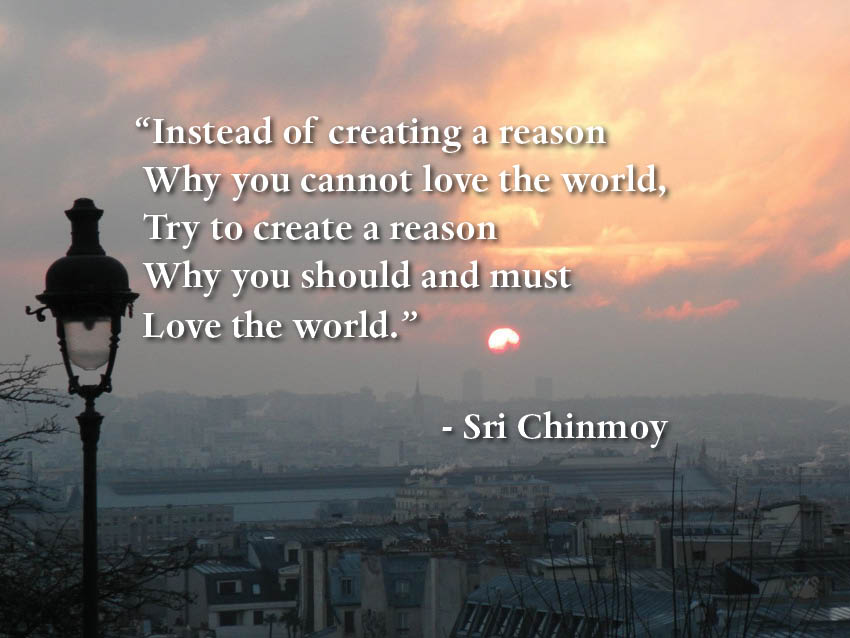 “Instead of creating a reason
Why you cannot love the world,
Try to create a reason
Why you should and must
Love the world.”
- Sri Chinmoy